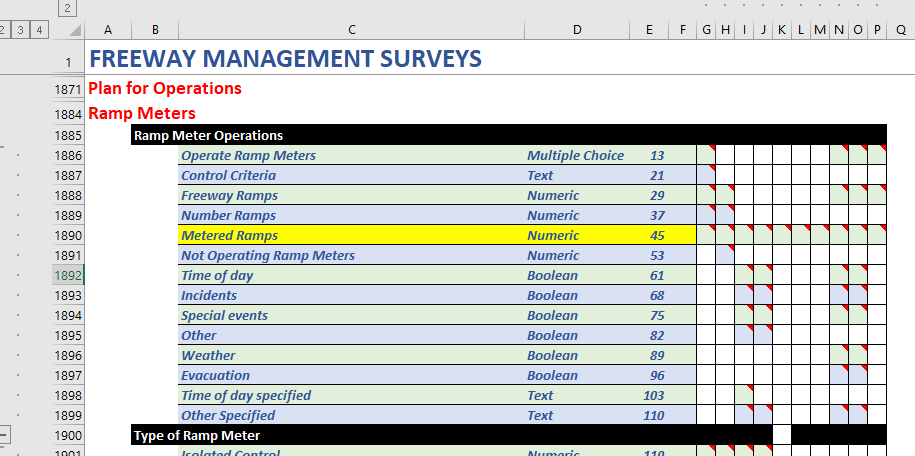 2
2 3 4 A B C D E F G H I J K L M N O P Q
1 FREEWAY MANAGEMENT SURVEYS
1871 Plan for Operations
1884 Ramp Meters
1885 Ramp Meter Operations
1886 Operate Ramp Meters Multiple Choice 13
1887 Control Criteria Text 21
1888 Freeway Ramps Numeric 29
1889 Number Ramps Numeric 37
1890 Metered Ramps Numeric 45
1891 Not Operating Ramp Meters Numeric 53
1892 Time of day Boolean 61
1893 Incidents Boolean 68
1894 Special events Boolean 75
1895 Other Boolean 82
1896 Weather Boolean 89
1897 Evacuation Boolean 96
1898 Time of day specified Text 103
1899 Other Specified Text 110
1900 Type of Ramp Meter
1901 Isolated Control Numeric 119